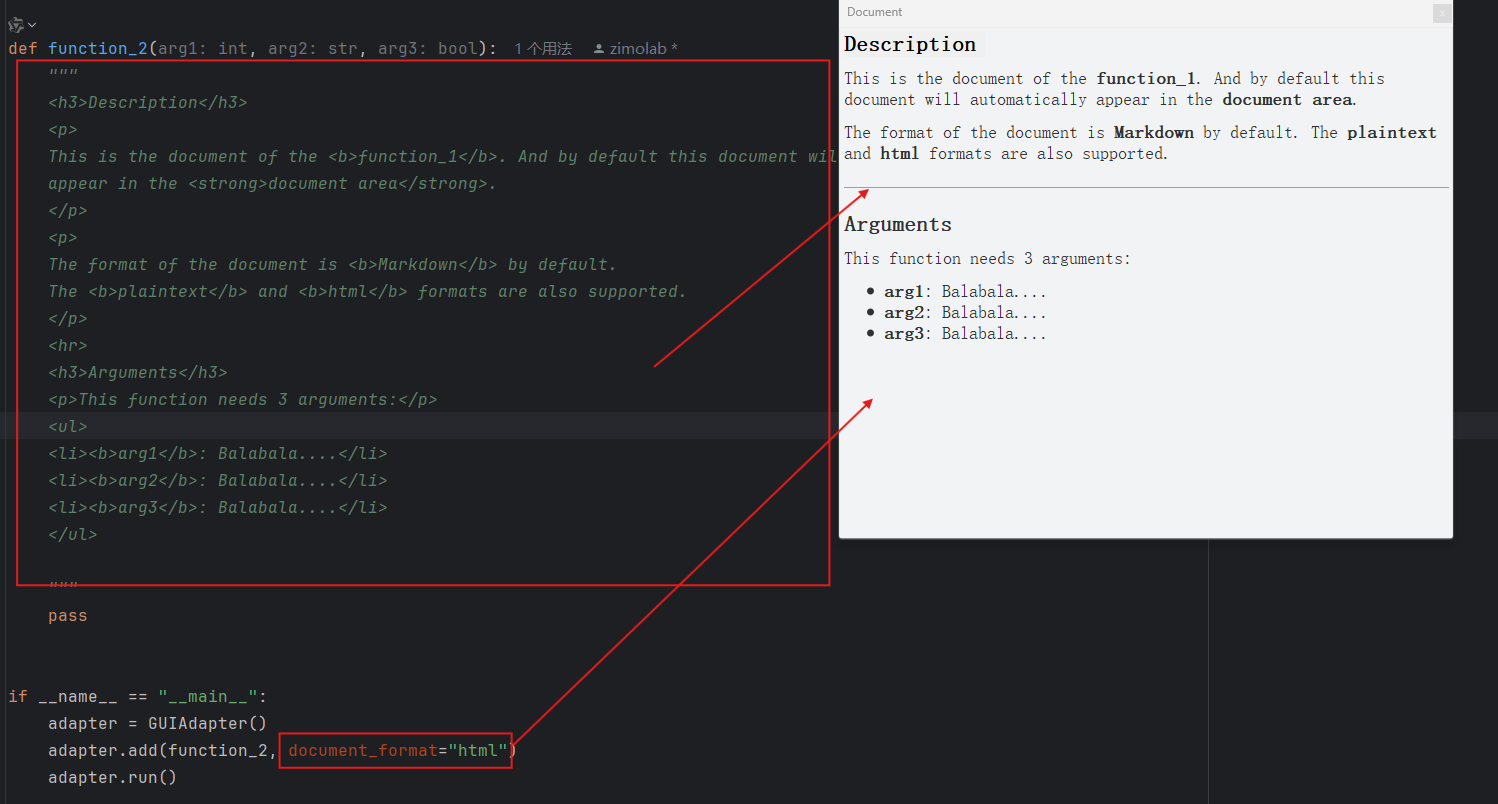 def function_2(arg1: int, arg2: str, arg3: bool): 1 个用法 zimolab *
"""
<h3>Description</h3>
<p>
This is the document of the <b>function_1</b>. And by default this document wil
appear in the <strong>document area</strong>.
</p>
<p>
The format of the document is <b>Markdown</b> by default.
The <b>plaintext</b> and <b>html</b> formats are also supported.
</p>
<hr>
<h3>Arguments</h3>
<p>This function needs 3 arguments:</p>
<ul>
<li><b>arg1</b>: Balabala....</li>
<li><b>arg2</b>: Balabala....</li>
<li><b>arg3</b>: Balabala....</li>
</ul>
"""
pass
if __name__ == "__main__":
adapter = GUIAdapter()
adapter.add(function_2, document_format="html")
adapter.run()
Document
Description
This is the document of the function_1. And by default this
document will automatically appear in the document area.
The format of the document is Markdown by default. The plaintext
and html formats are also supported.
Arguments
This function needs 3 arguments:
• arg1: Balabala....
• arg2: Balabala....
• arg3: Balabala....